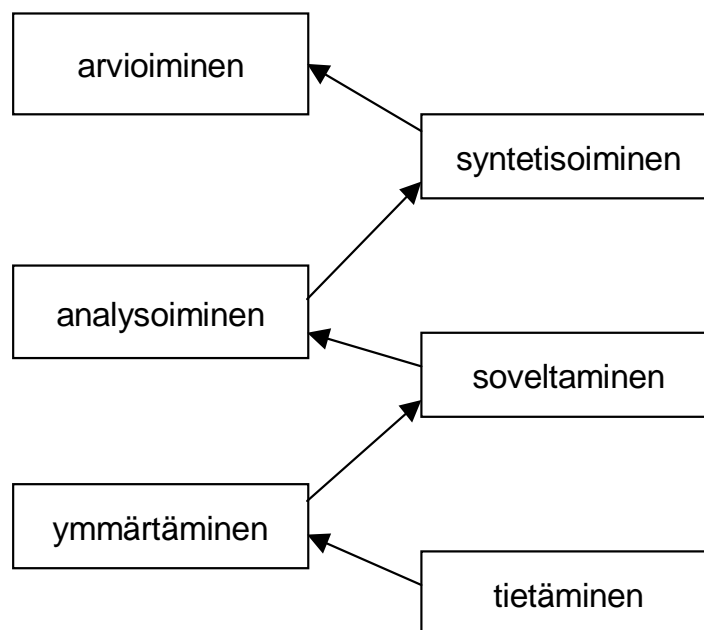 arvioiminen
syntetisoiminen
analysoiminen
soveltaminen
ymmärtäminen
tietäminen